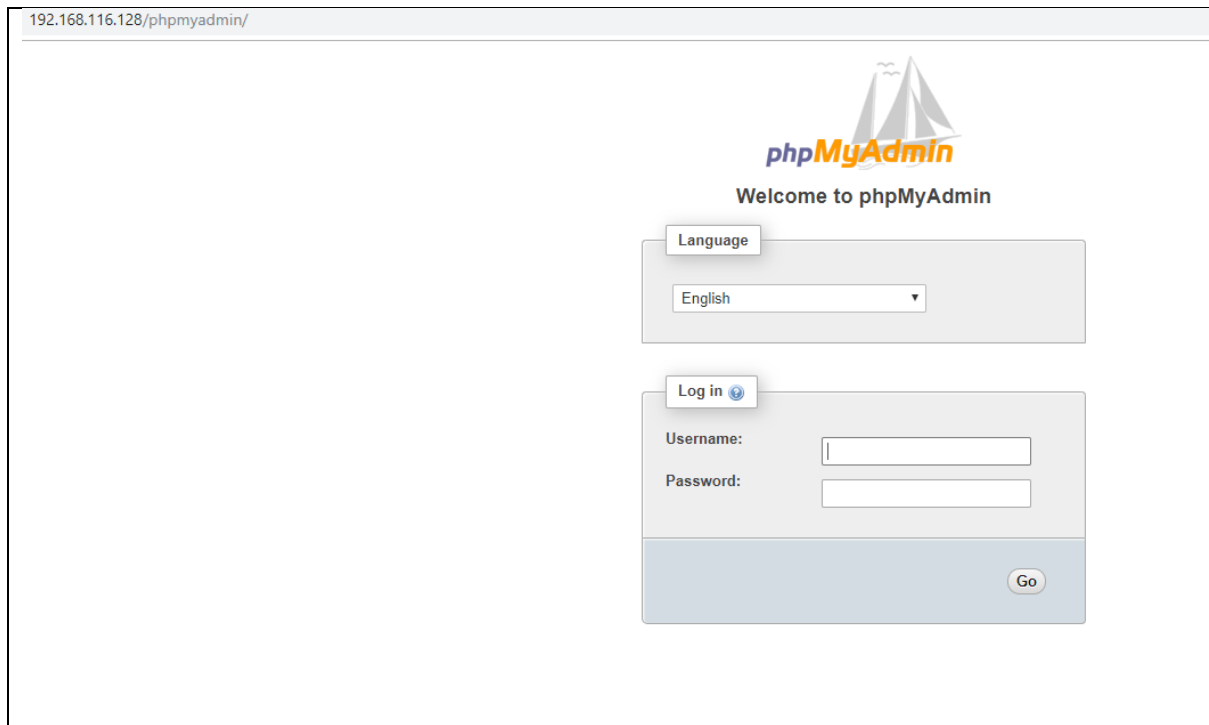 192.168.116.128/phpmyadmin/
phpMyAdmin
Welcome to phpMyAdmin
Language
English
Log in
Username:
Password:
Go